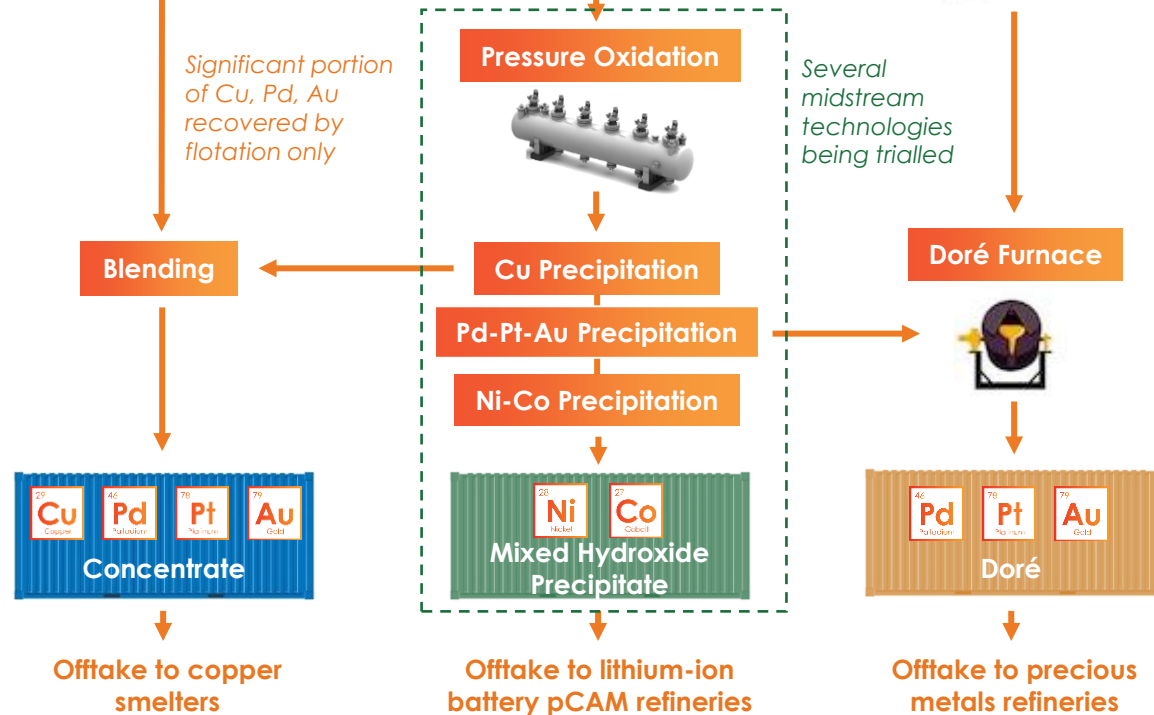 Pressure Oxidation
Significant portion
of Cu, Pd, Au
recovered by
flotation only
Several
midstream
technologies
being trialled
Blending
Cu Precipitation
Doré Furnace
Pd-Pt-Au Precipitation
Ni-Co Precipitation
29
Cu
Copper
46
Pd
Palladium
78
Pt
Platinum
79
Au
Gold
Concentrate
28
Ni
Nickel
27
Co
Cobalt
Mixed Hydroxide
Precipitate
46
Pd
Palladium
78
Pt
Platinum
79
Au
Gold
Doré
Offtake to copper
smelters
Offtake to lithium-ion
battery pCAM refineries
Offtake to precious
metals refineries